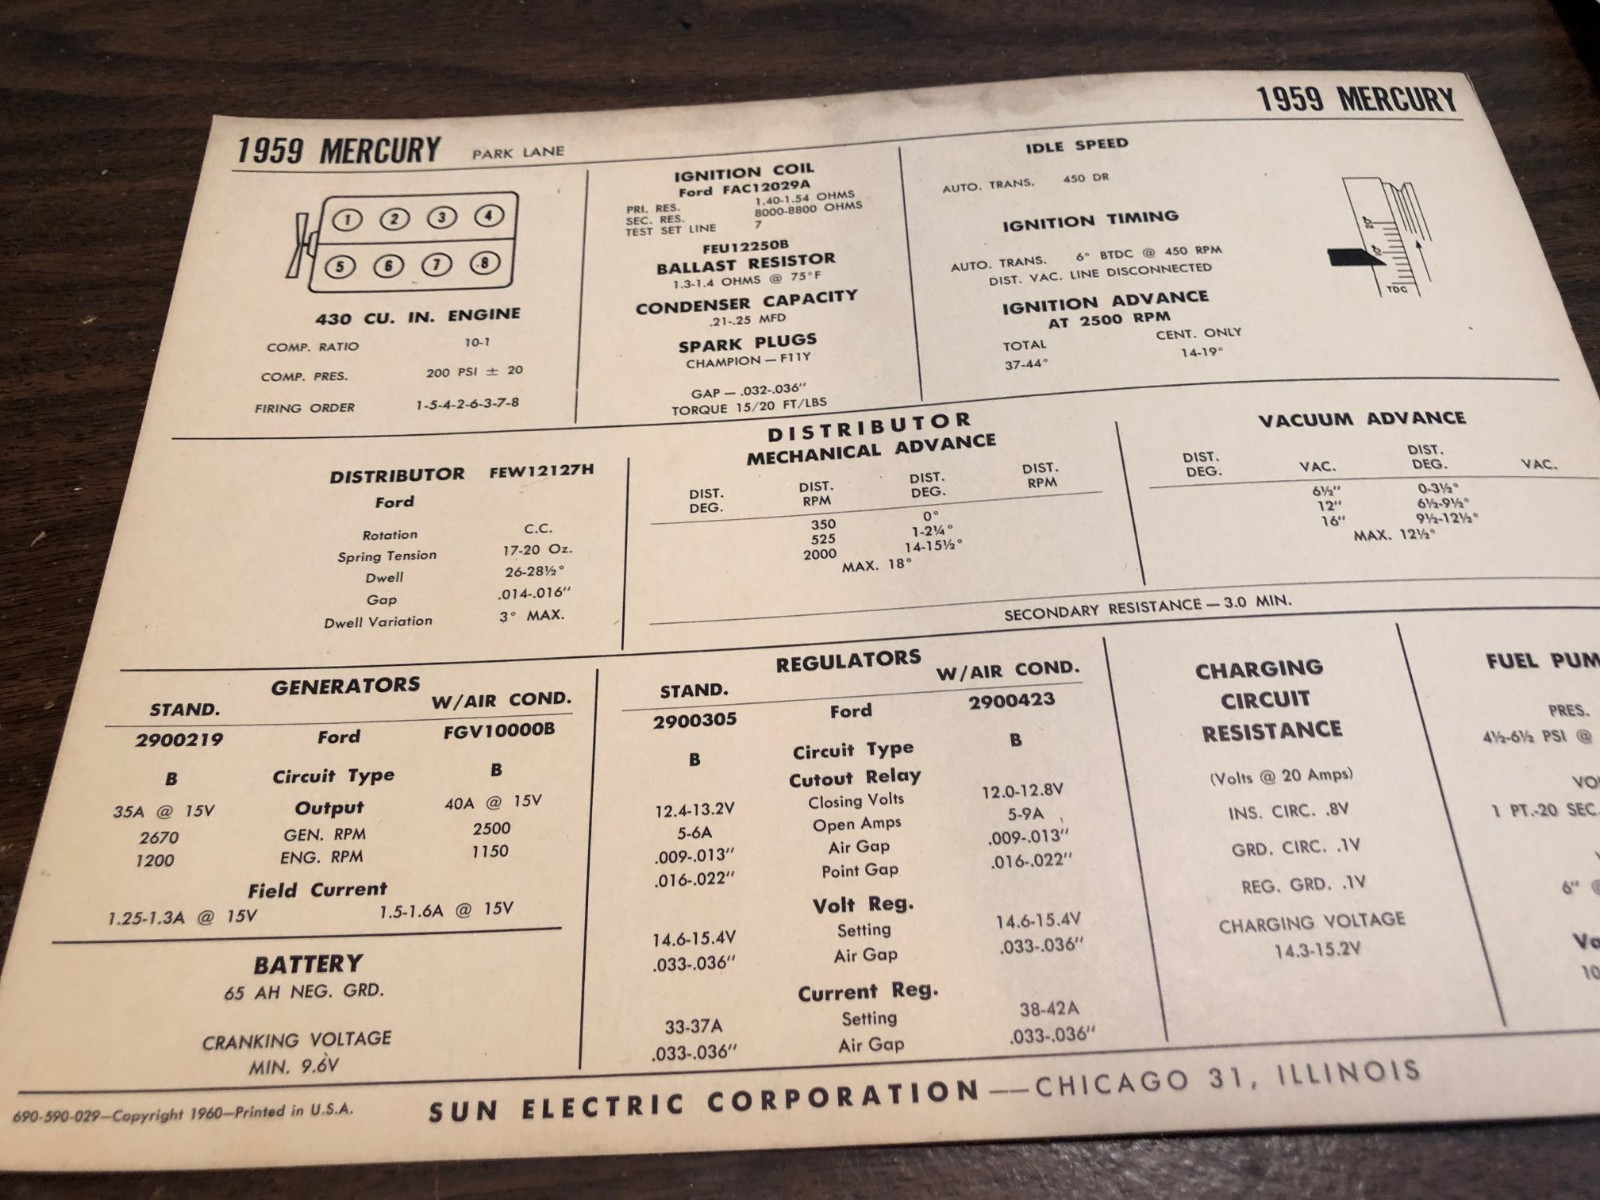 1959 MERCURY PARK LANE
1959 MERCURY
1 2 3 4
5 6 7 8
430 CU. IN. ENGINE
COMP. RATIO 10-1
COMP. PRES. 200 PSI ± 20
FIRING ORDER 1-5-4-2-6-3-7-8
IGNITION COIL
Ford FAC12029A
PRI. RES. 1.40-1.54 OHMS
SEC. RES. 8000-8800 OHMS
TEST SET LINE 7
FEU12250B
BALLAST RESISTOR
1.3-1.4 OHMS @ 75°F
CONDENSER CAPACITY
.21-.25 MFD
SPARK PLUGS
CHAMPION — F11Y
GAP — .032-.036"
TORQUE 15/20 FT/LBS
IDLE SPEED
AUTO. TRANS. 450 DR
IGNITION TIMING
AUTO. TRANS. 6° BTDC @ 450 RPM
DIST. VAC. LINE DISCONNECTED
IGNITION ADVANCE
AT 2500 RPM
TOTAL CENT. ONLY
37-44° 14-19°
TDC
DISTRIBUTOR FEW12127H
Ford
Rotation C.C.
Spring Tension 17-20 Oz.
Dwell 26-28½°
Gap .014-.016"
Dwell Variation 3° MAX.
DISTRIBUTOR
MECHANICAL ADVANCE
DIST. DIST. DIST. DIST.
DEG. RPM DEG. RPM
350 0°
525 1-2¼°
2000 14-15½°
MAX. 18°
VACUUM ADVANCE
DIST. DIST.
DEG. VAC. DEG. VAC.
6½" 0-3½°
12" 6½-9½°
16" 9½-12½°
MAX. 12½°
SECONDARY RESISTANCE — 3.0 MIN.
GENERATORS
STAND. W/AIR COND.
2900219 Ford FGV10000B
B Circuit Type B
35A @ 15V Output 40A @ 15V
2670 GEN. RPM 2500
1200 ENG. RPM 1150
Field Current
1.25-1.3A @ 15V 1.5-1.6A @ 15V
BATTERY
65 AH NEG. GRD.
CRANKING VOLTAGE
MIN. 9.6V
REGULATORS
STAND. W/AIR COND.
2900305 Ford 2900423
B Circuit Type B
Cutout Relay
12.4-13.2V Closing Volts 12.0-12.8V
5-6A Open Amps 5-9A
.009-.013" Air Gap .009-.013"
.016-.022" Point Gap .016-.022"
Volt Reg.
14.6-15.4V Setting 14.6-15.4V
.033-.036" Air Gap .033-.036"
Current Reg.
33-37A Setting 38-42A
.033-.036" Air Gap .033-.036"
CHARGING
CIRCUIT
RESISTANCE
(Volts @ 20 Amps)
INS. CIRC. .8V
GRD. CIRC. .1V
REG. GRD. .1V
CHARGING VOLTAGE
14.3-15.2V
FUEL PUM
PRES.
4½-6½ PSI @
VO
1 PT.-20 SEC.
6" @
Va
10
690-590-029—Copyright 1960—Printed in U.S.A.
SUN ELECTRIC CORPORATION — CHICAGO 31, ILLINOIS